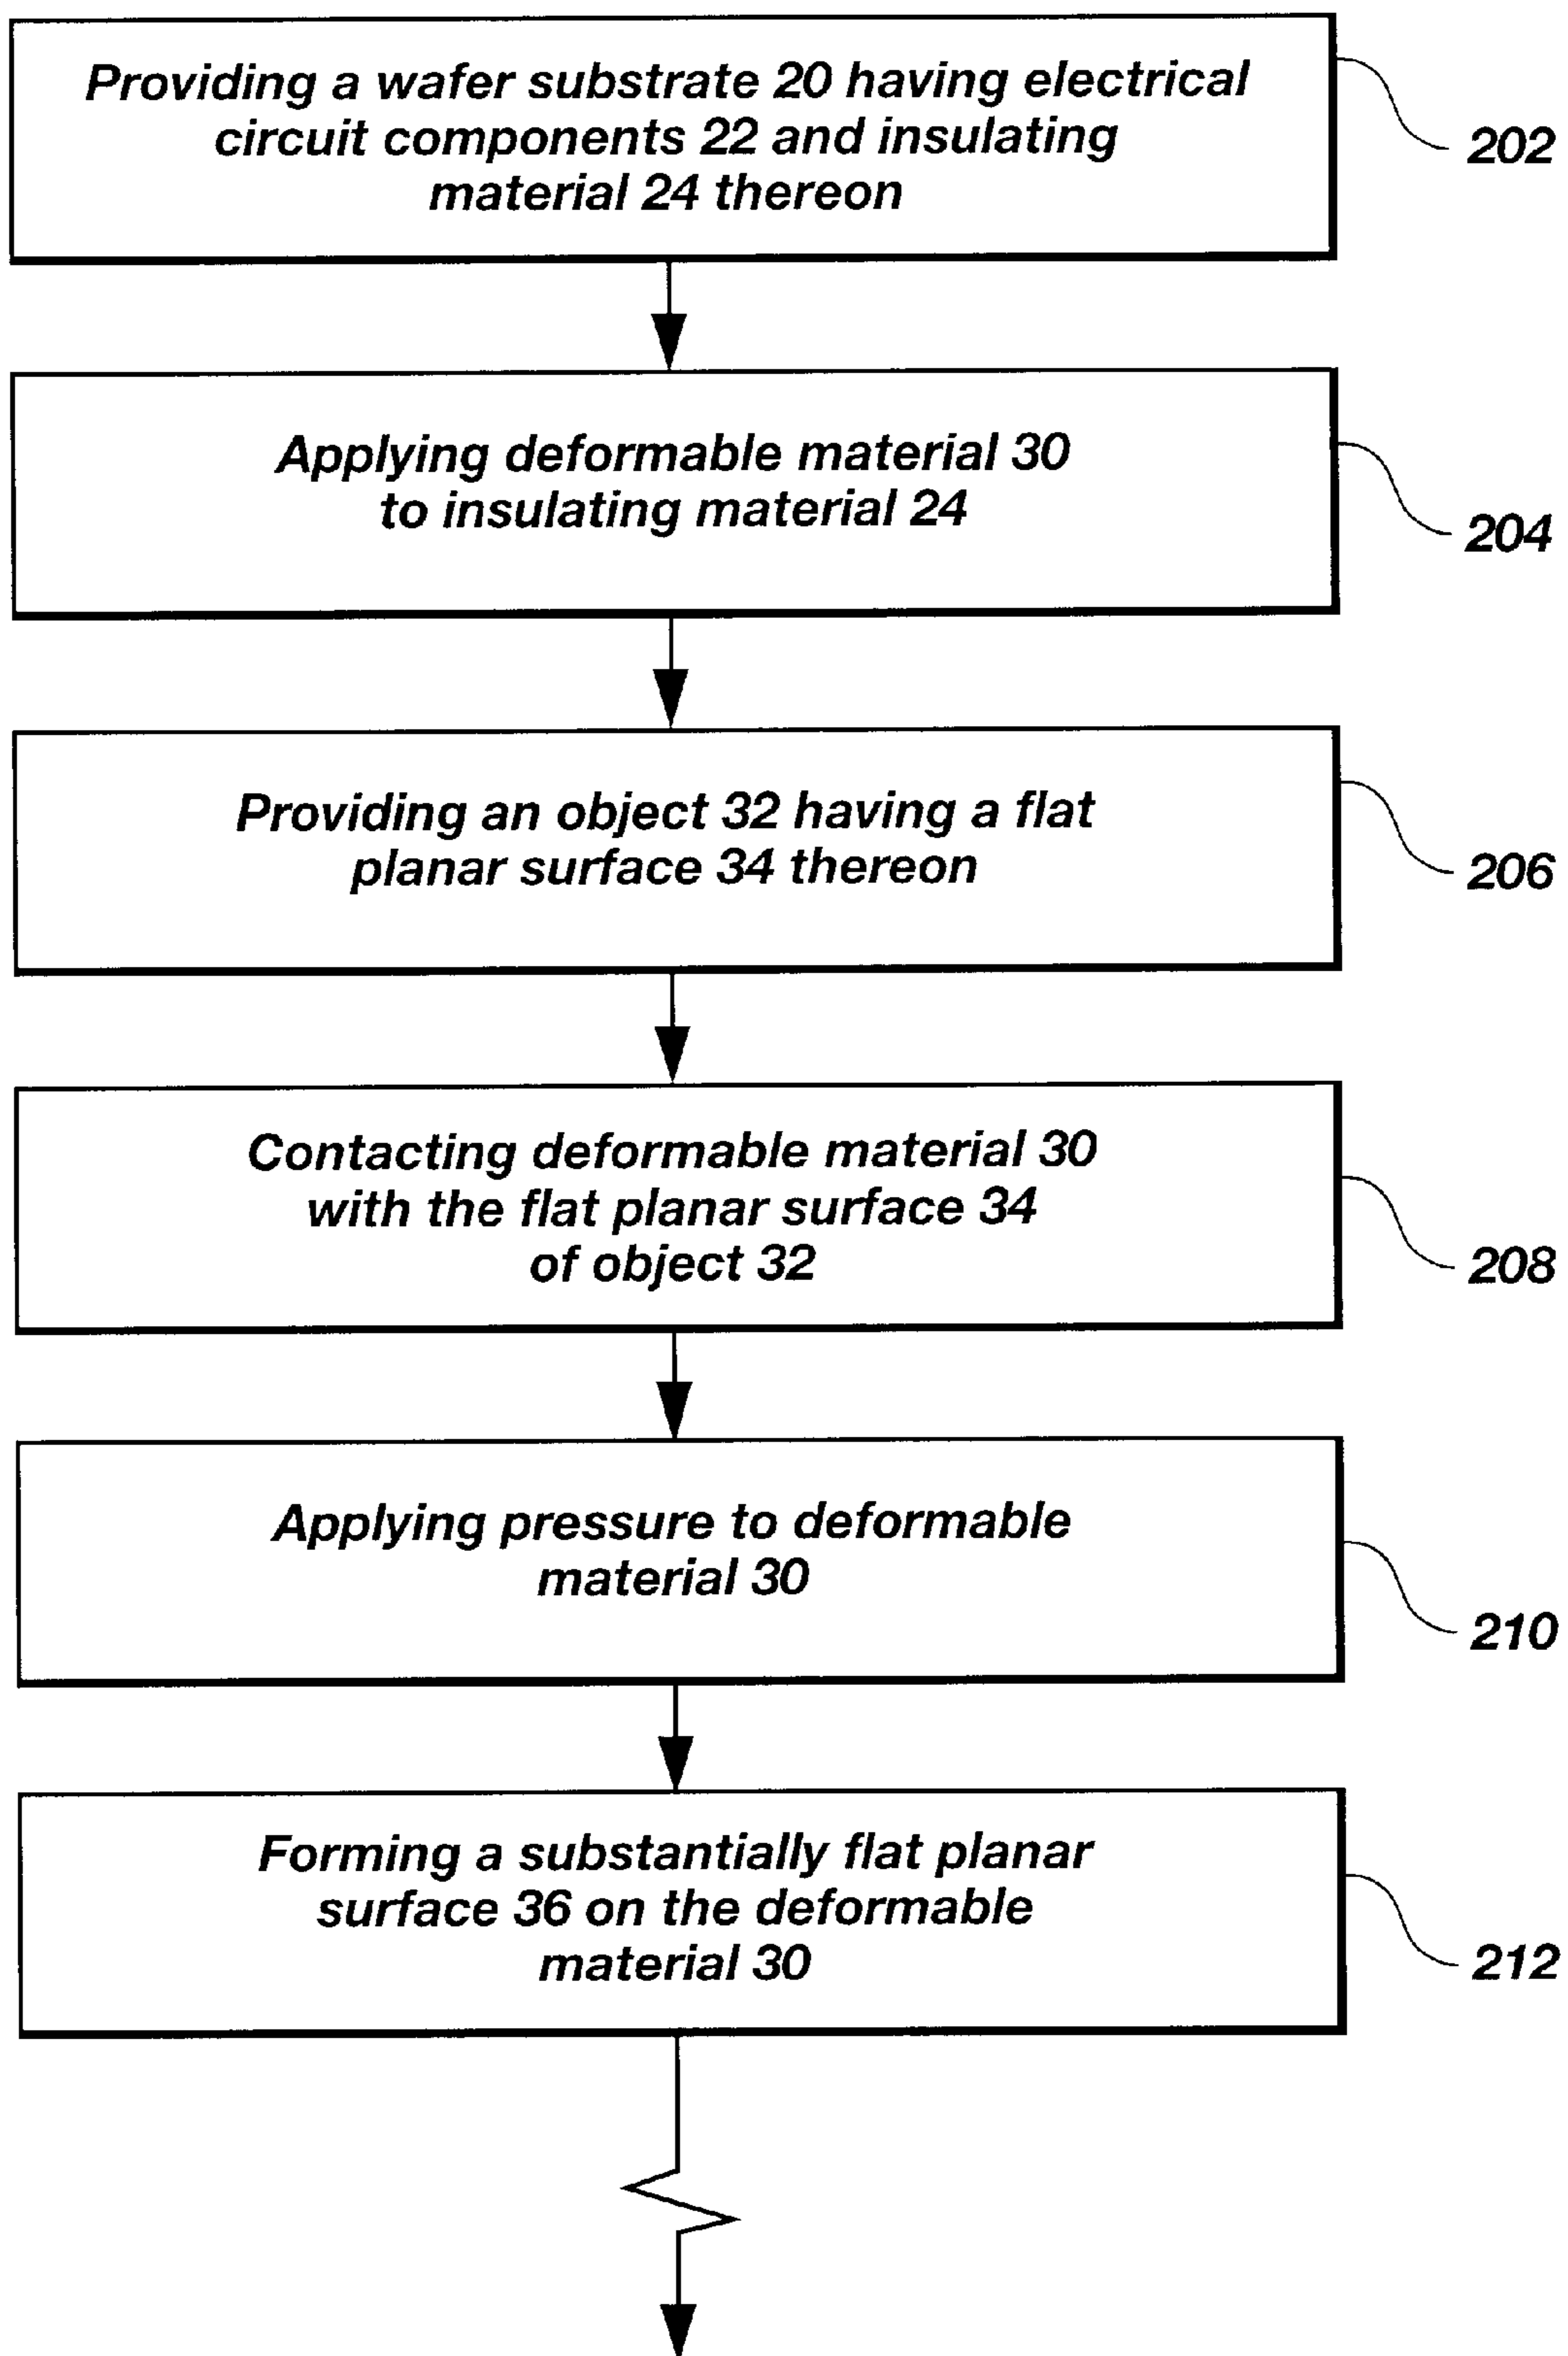 Providing a wafer substrate 20 having electrical
circuit components 22 and insulating
material 24 thereon
202
Applying deformable material 30
to insulating material 24
204
Providing an object 32 having a flat
planar surface 34 thereon
206
Contacting deformable material 30
with the flat planar surface 34
of object 32
208
Applying pressure to deformable
material 30
210
Forming a substantially flat planar
surface 36 on the deformable
material 30
212